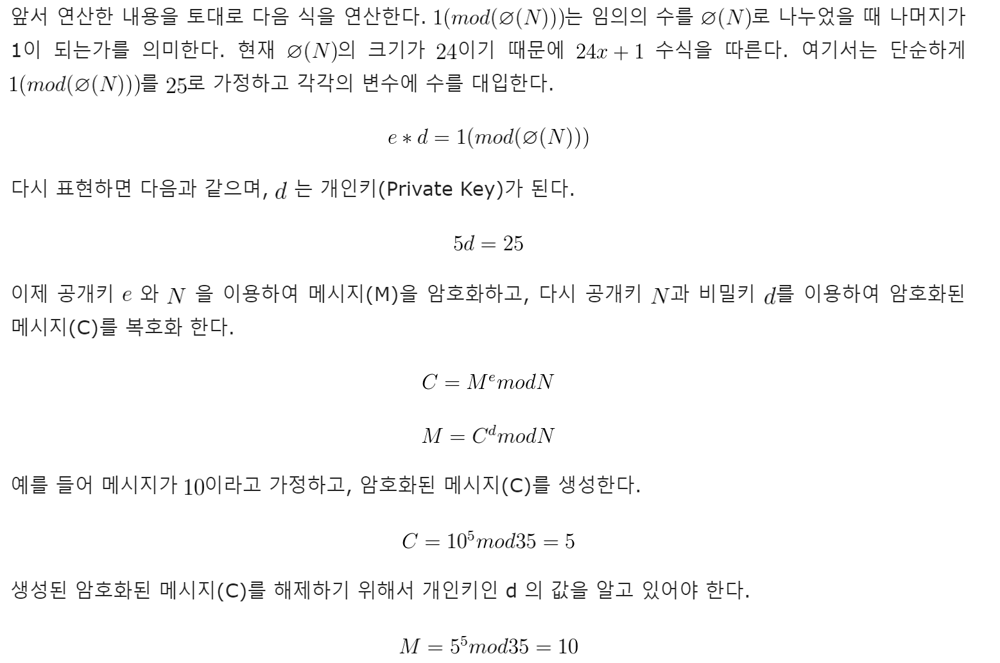 앞서 연산한 내용을 토대로 다음 식을 연산한다. 1(mod(∅(N)))는 임의의 수를 ∅(N)로 나누었을 때 나머지가
1이 되는가를 의미한다. 현재 ∅(N)의 크기가 24이기 때문에 24x + 1 수식을 따른다. 여기서는 단순하게
1(mod(∅(N)))를 25로 가정하고 각각의 변수에 수를 대입한다.
e * d = 1(mod(∅(N)))
다시 표현하면 다음과 같으며, d 는 개인키(Private Key)가 된다.
5d = 25
이제 공개키 e 와 N 을 이용하여 메시지(M)을 암호화하고, 다시 공개키 N과 비밀키 d를 이용하여 암호화된
메시지(C)를 복호화 한다.
C = M^e modN
M = C^d modN
예를 들어 메시지가 10이라고 가정하고, 암호화된 메시지(C)를 생성한다.
C = 10^5 mod35 = 5
생성된 암호화된 메시지(C)를 해제하기 위해서 개인키인 d 의 값을 알고 있어야 한다.
M = 5^5 mod35 = 10